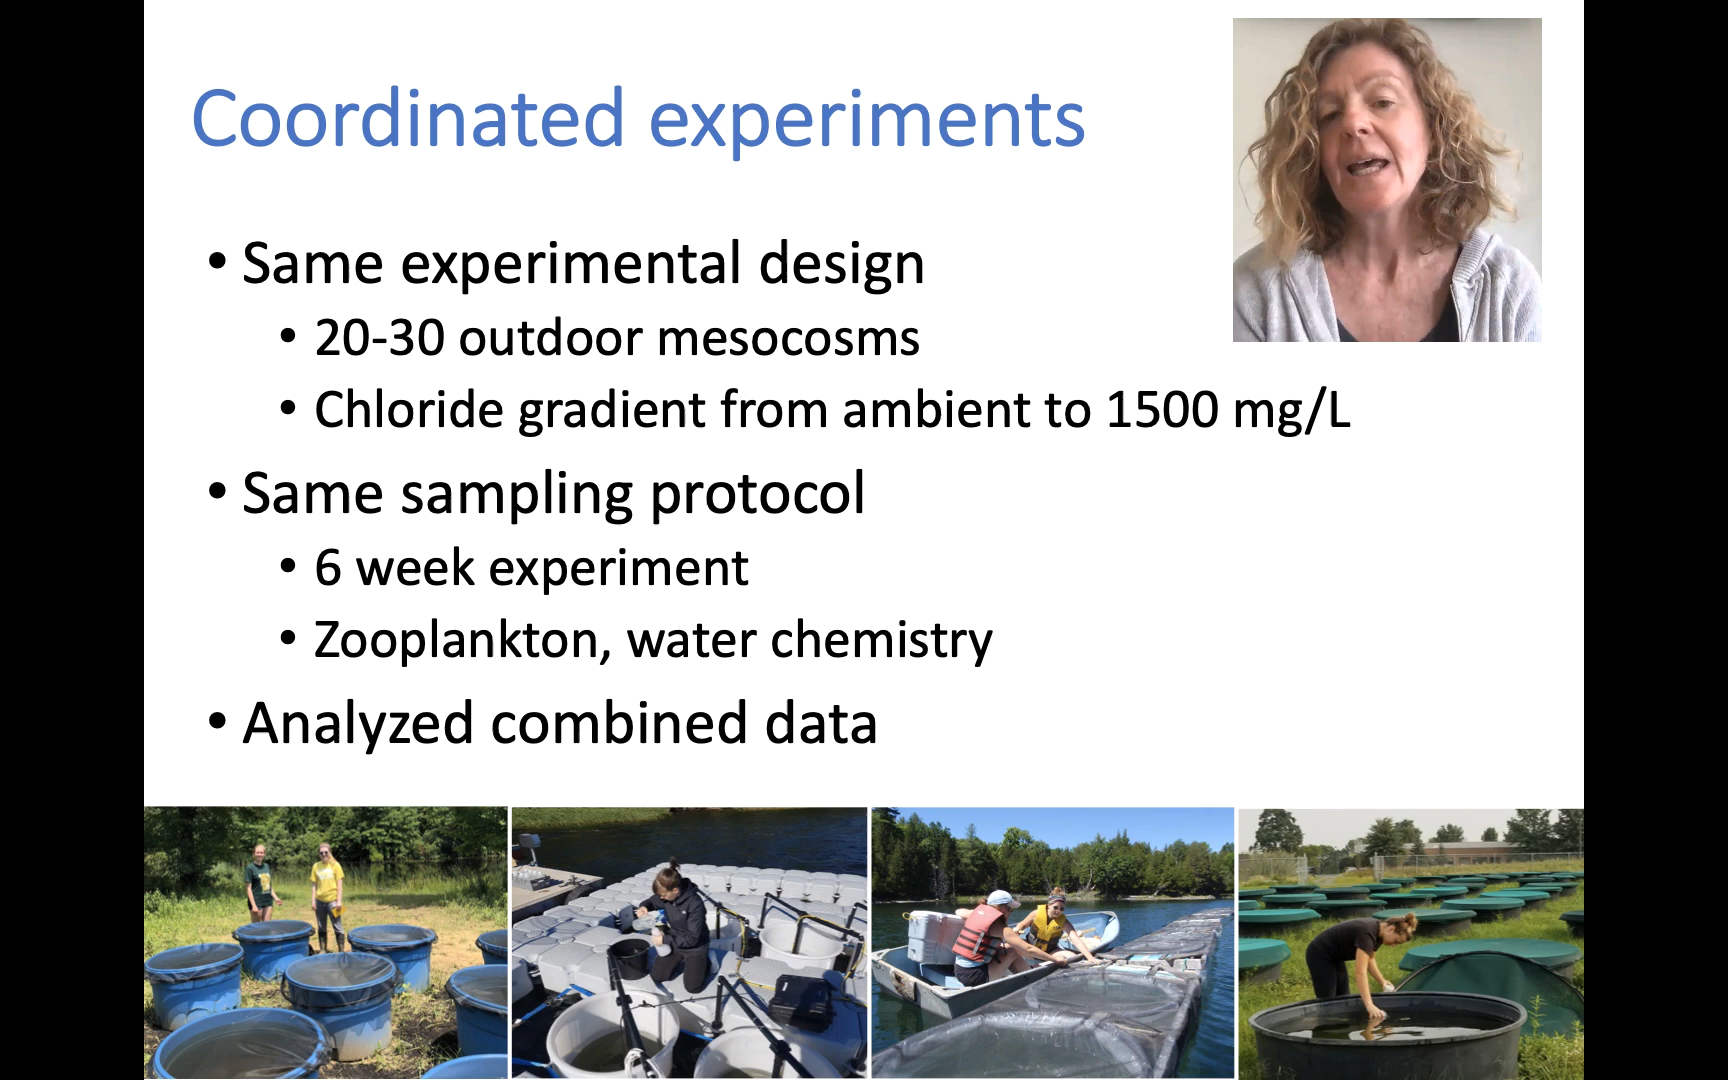 Coordinated experiments
• Same experimental design
• 20-30 outdoor mesocosms
• Chloride gradient from ambient to 1500 mg/L
• Same sampling protocol
• 6 week experiment
• Zooplankton, water chemistry
• Analyzed combined data